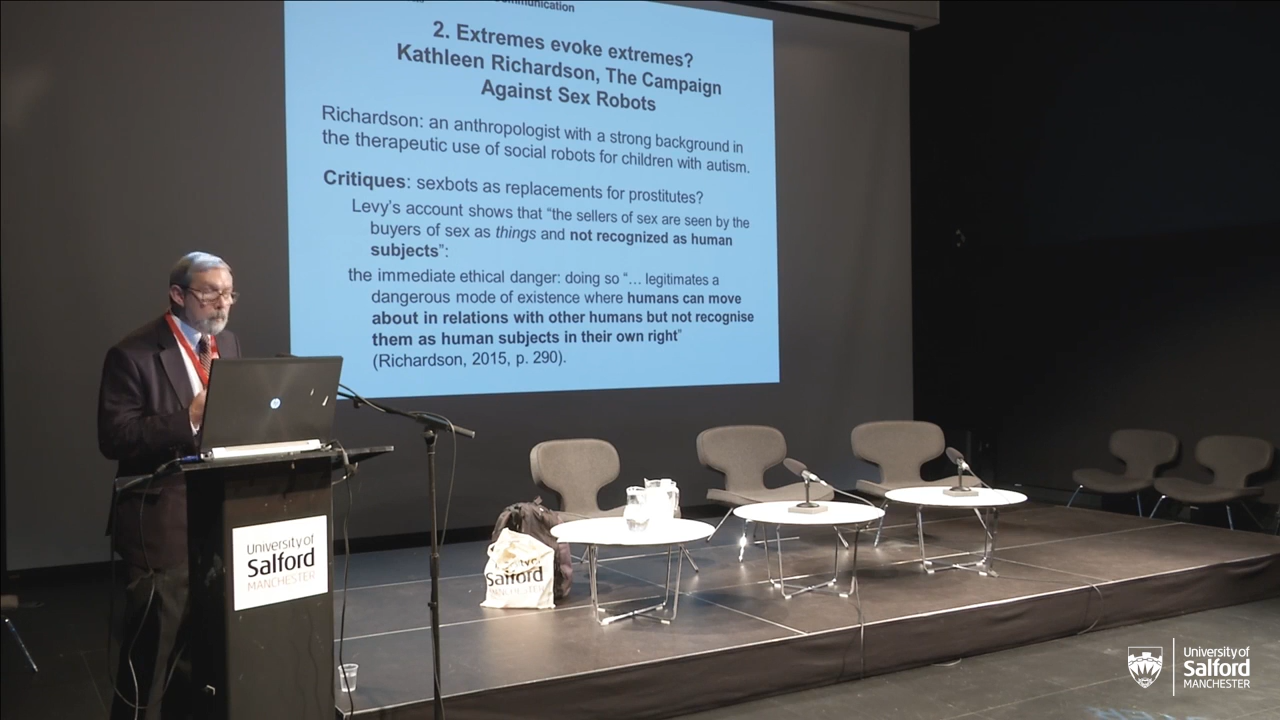 2. Extremes evoke extremes?
Kathleen Richardson, The Campaign
Against Sex Robots
Richardson: an anthropologist with a strong background in
the therapeutic use of social robots for children with autism.
Critiques: sexbots as replacements for prostitutes?
Levy's account shows that “the sellers of sex are seen by the
buyers of sex as things and not recognized as human
subjects”:
the immediate ethical danger: doing so “... legitimates a
dangerous mode of existence where humans can move
about in relations with other humans but not recognise
them as human subjects in their own right”
(Richardson, 2015, p. 290).
University of
Salford
MANCHESTER
Salford
University of
Salford
MANCHESTER